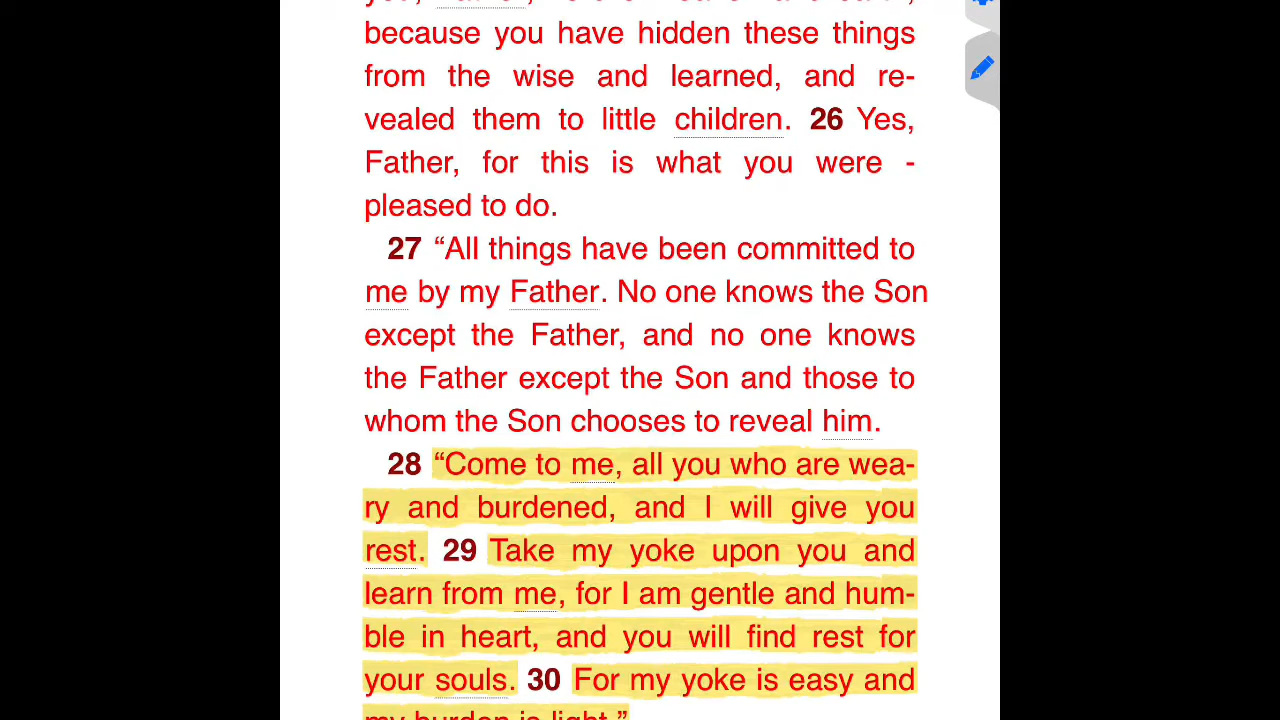 because you have hidden these things
from the wise and learned, and re-
vealed them to little children. 26 Yes,
Father, for this is what you were -
pleased to do.
27 “All things have been committed to
me by my Father. No one knows the Son
except the Father, and no one knows
the Father except the Son and those to
whom the Son chooses to reveal him.
28 “Come to me, all you who are wea-
ry and burdened, and I will give you
rest. 29 Take my yoke upon you and
learn from me, for I am gentle and hum-
ble in heart, and you will find rest for
your souls. 30 For my yoke is easy and
my burden is light.”